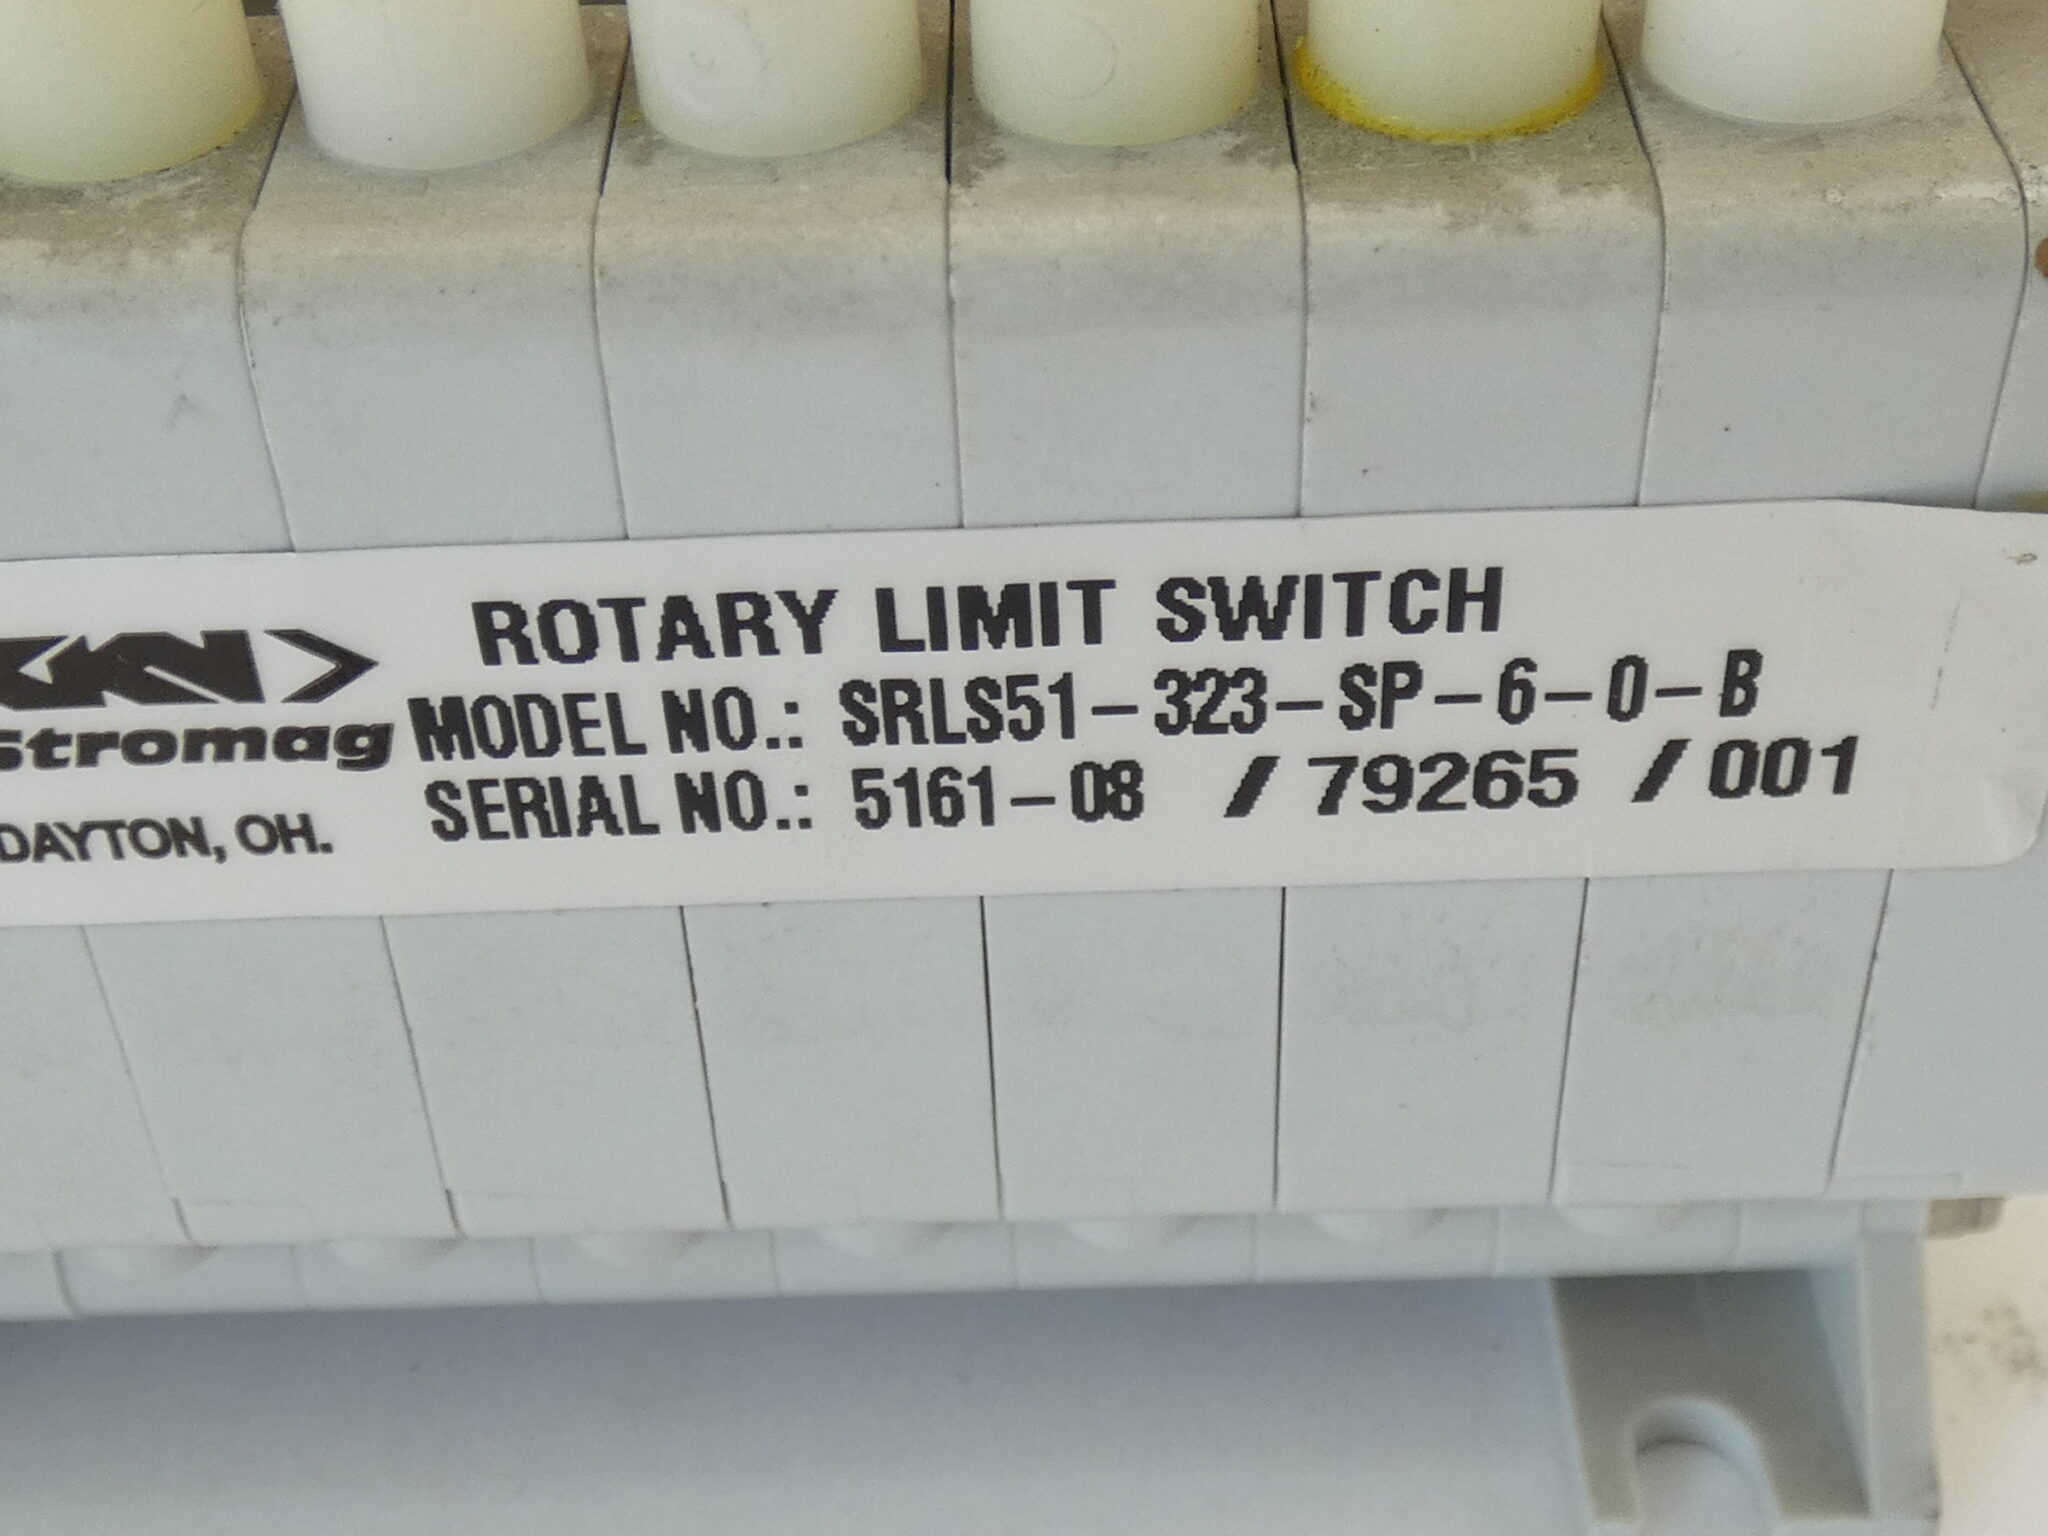 ROTARY LIMIT SWITCH
Stromag MODEL NO.: SRLS51-323-SP-6-0-B
DAYTON, OH. SERIAL NO.: 5161-08 / 79265 / 001